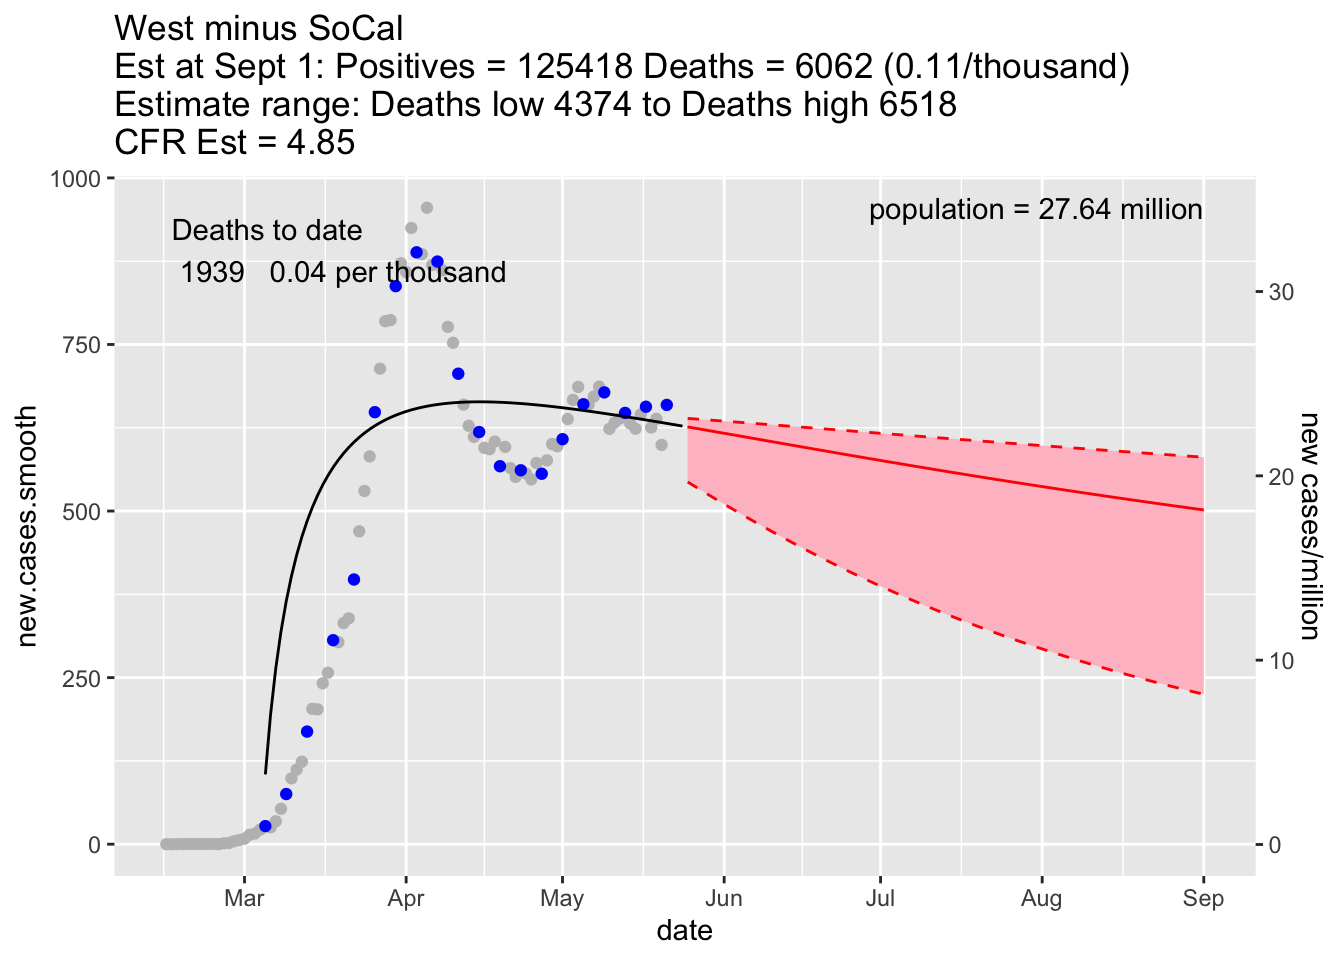 West minus SoCal
Est at Sept 1: Positives = 125418 Deaths = 6062 (0.11/thousand)
Estimate range: Deaths low 4374 to Deaths high 6518
CFR Est = 4.85
1000
750
500
250
0
new.cases.smooth
Deaths to date
1939 0.04 per thousand
population = 27.64 million
30
20
10
0
new cases/million
Mar Apr May Jun Jul Aug Sep
date